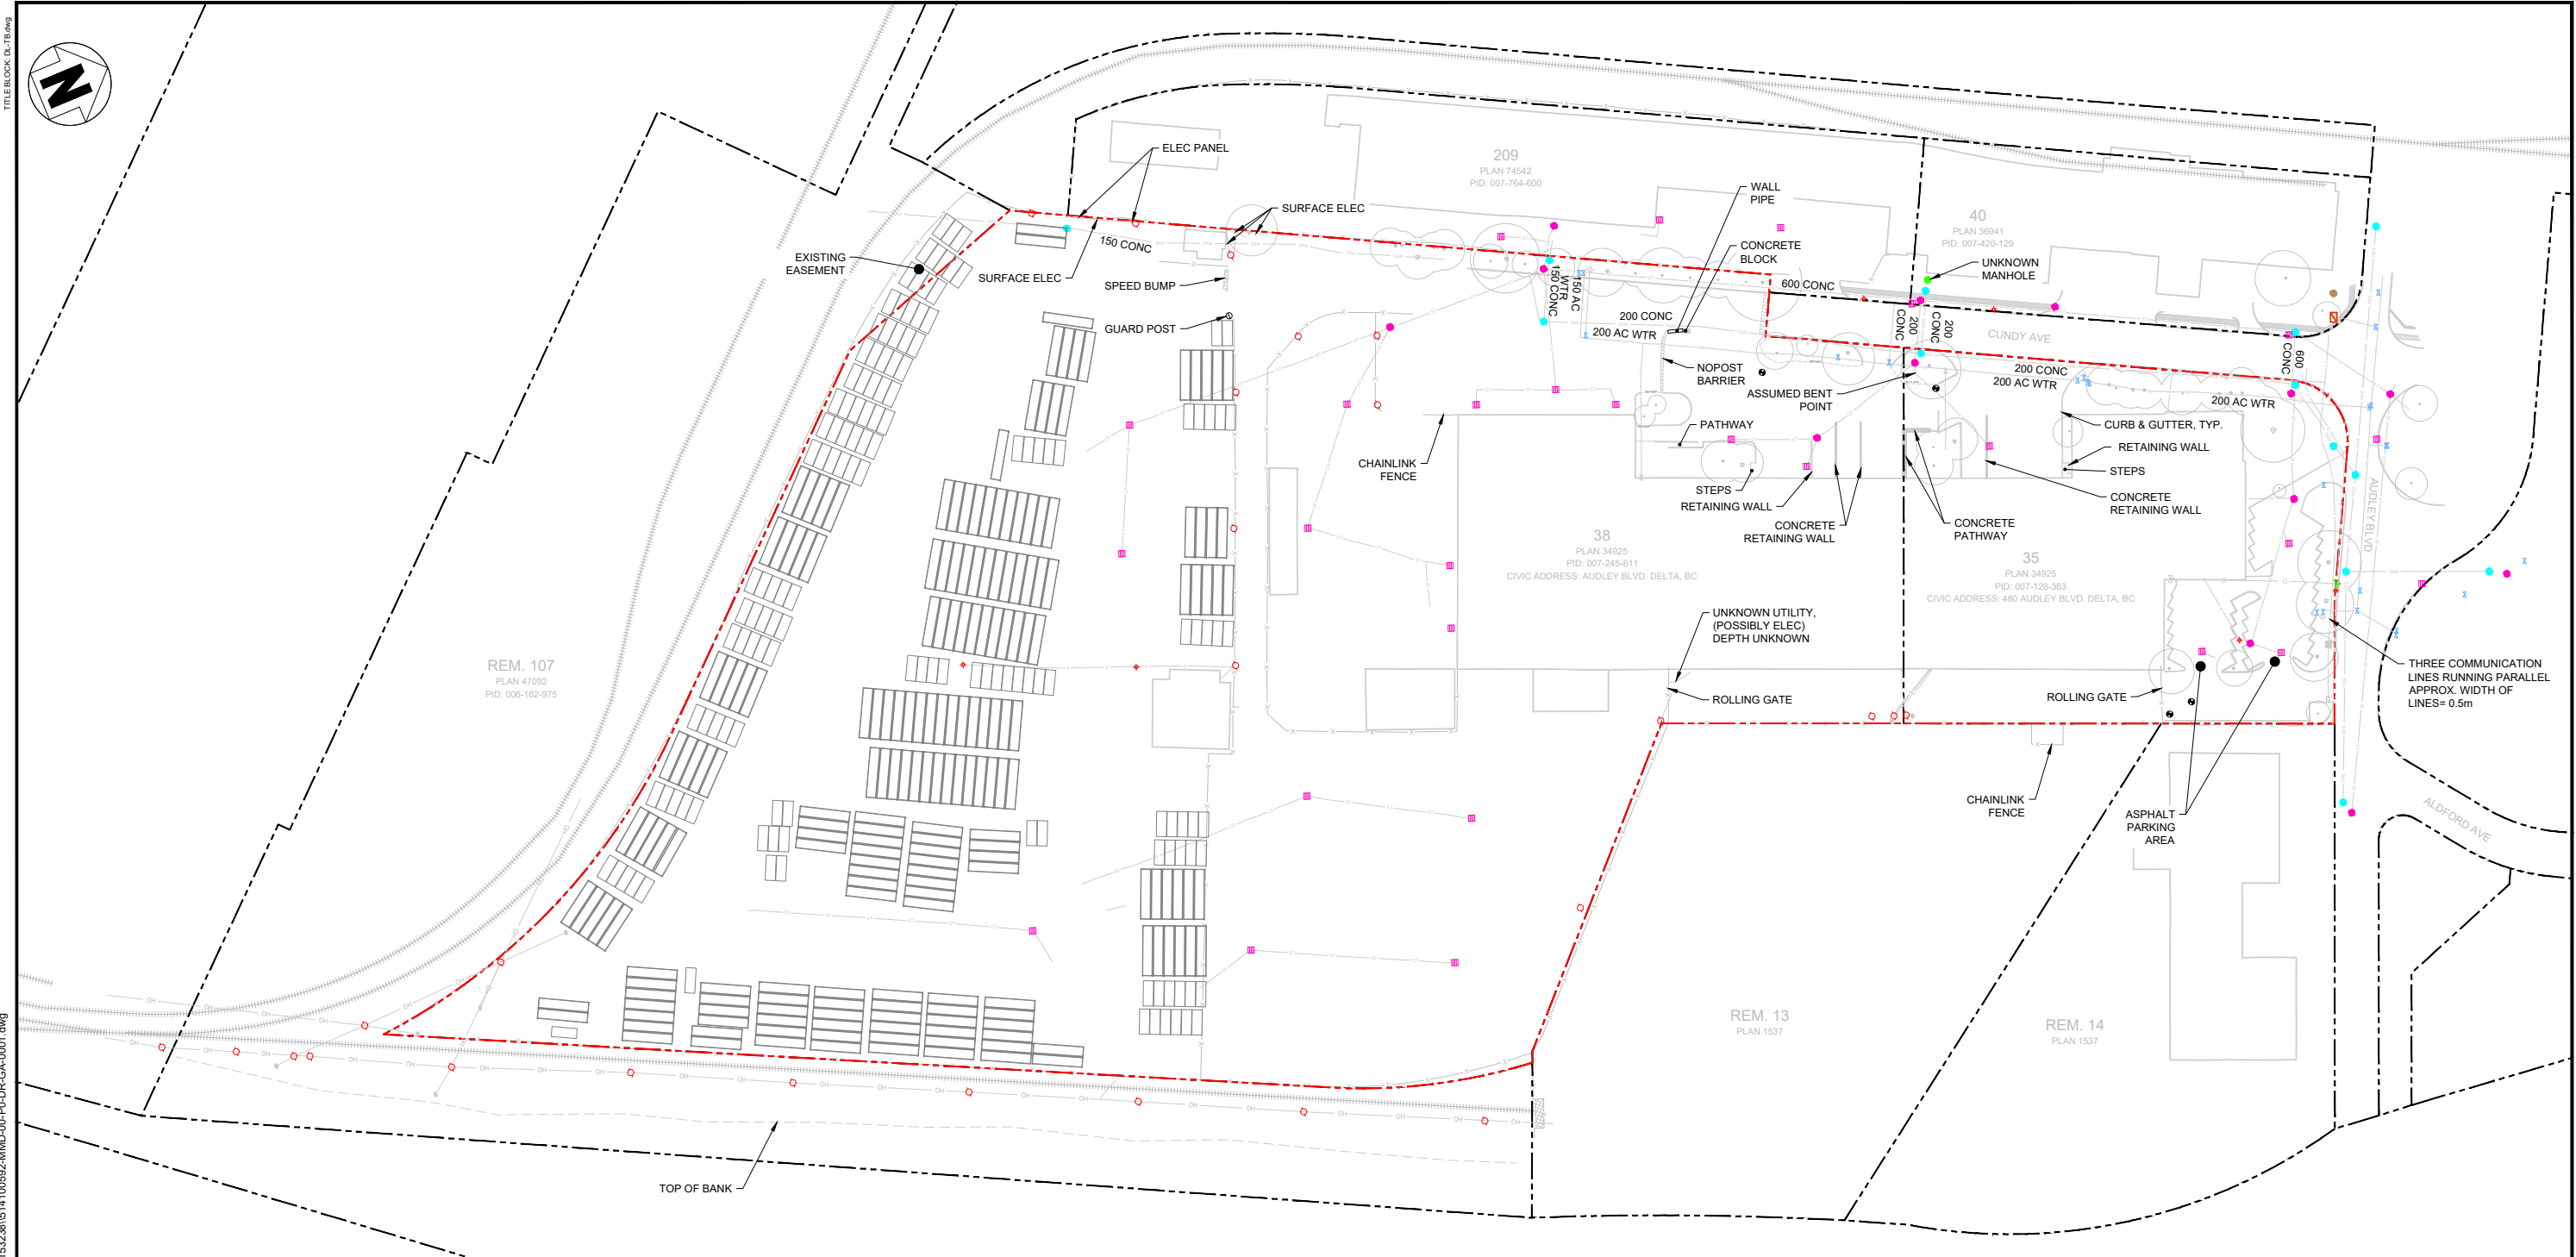 TITLE BLOCK: DL-TB.dwg
N
ELEC PANEL
209
PLAN 74542
PID: 007-764-600
WALL
PIPE
SURFACE ELEC
40
PLAN 36941
PID: 007-420-129
150 CONC
CONCRETE
BLOCK
EXISTING
EASEMENT
UNKNOWN
MANHOLE
SURFACE ELEC
SPEED BUMP
150 CONC
WTR
150 AC
600 CONC
GUARD POST
200 CONC
200 AC WTR
200
CONC
200
CONC
CUNDY AVE
600
CONC
NOPOST
BARRIER
200 CONC
200 AC WTR
ASSUMED BENT
POINT
200 AC WTR
PATHWAY
CURB & GUTTER, TYP.
RETAINING WALL
CHAINLINK
FENCE
STEPS
STEPS
RETAINING WALL
CONCRETE
RETAINING WALL
CONCRETE
RETAINING WALL
CONCRETE
PATHWAY
AUDLEY BLVD
38
PLAN 34925
PID: 007-245-611
CIVIC ADDRESS: AUDLEY BLVD. DELTA, BC
35
PLAN 34925
PID: 007-128-363
CIVIC ADDRESS: 480 AUDLEY BLVD. DELTA, BC
UNKNOWN UTILITY,
(POSSIBLY ELEC)
DEPTH UNKNOWN
REM. 107
PLAN 47092
PID: 006-162-975
THREE COMMUNICATION
LINES RUNNING PARALLEL
APPROX. WIDTH OF
LINES= 0.5m
ROLLING GATE
ROLLING GATE
CHAINLINK
FENCE
ASPHALT
PARKING
AREA
ALDFORD AVE
REM. 13
PLAN 1537
REM. 14
PLAN 1537
TOP OF BANK